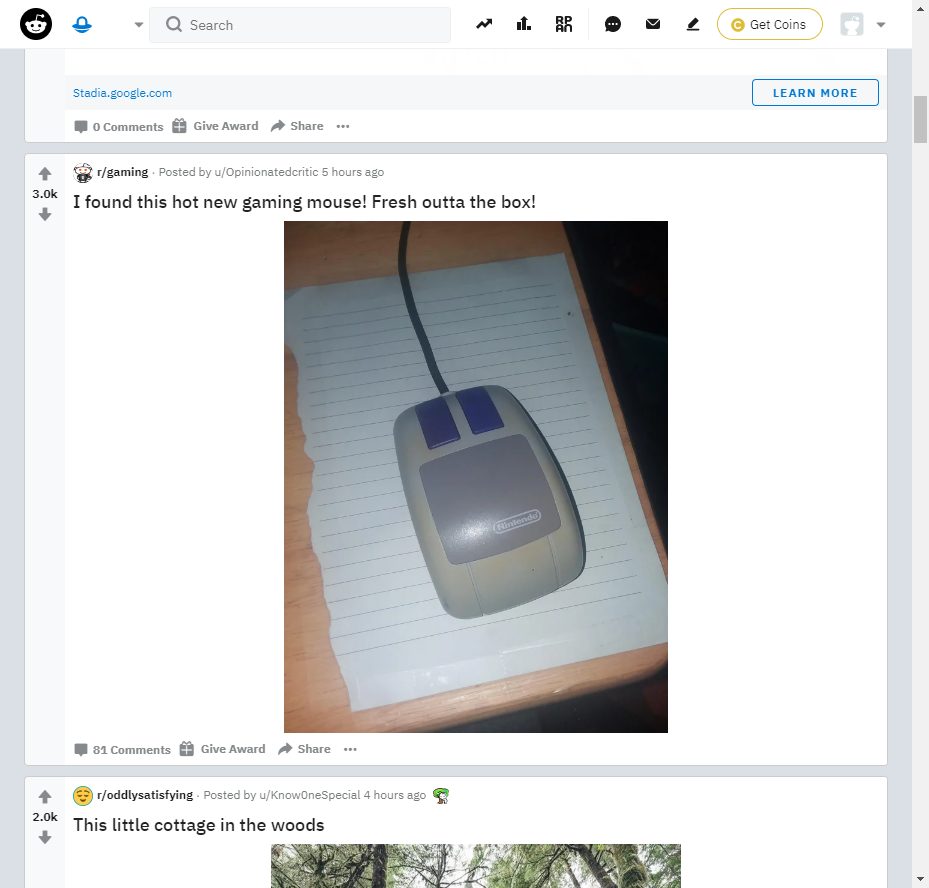 Search
Get Coins
Stadia.google.com
LEARN MORE
0 Comments Give Award Share
r/gaming · Posted by u/Opinionatedcritic 5 hours ago
3.0k
I found this hot new gaming mouse! Fresh outta the box!
Nintendo
81 Comments Give Award Share
r/oddlysatisfying · Posted by u/Know0neSpecial 4 hours ago
2.0k
This little cottage in the woods